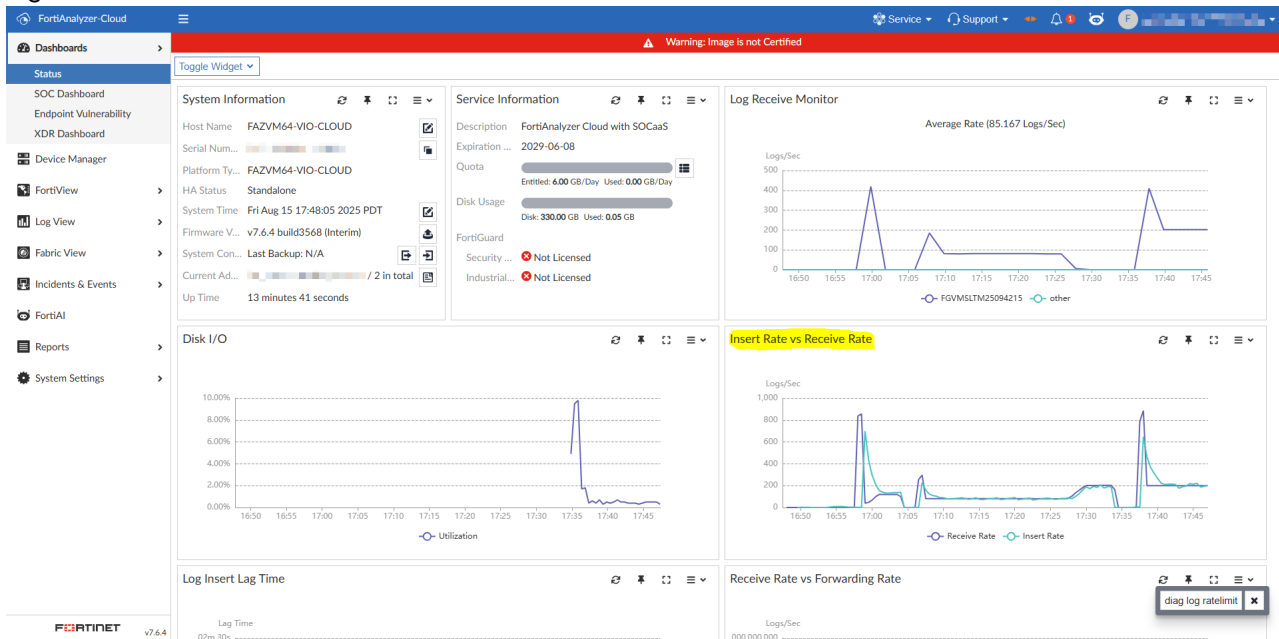 FortiAnalyzer-Cloud
Service
Support
1
F
Dashboards
Status
SOC Dashboard
Endpoint Vulnerability
XDR Dashboard
Device Manager
FortiView
Log View
Fabric View
Incidents & Events
FortiAI
Reports
System Settings
FORTINET v7.6.4
Warning: Image is not Certified
Toggle Widget
System Information
Host Name FAZVM64-VIO-CLOUD
Serial Num...
Platform Ty... FAZVM64-VIO-CLOUD
HA Status Standalone
System Time Fri Aug 15 17:48:05 2025 PDT
Firmware V... v7.6.4 build3568 (Interim)
System Con... Last Backup: N/A
Current Ad... / 2 in total
Up Time 13 minutes 41 seconds
Service Information
Description FortiAnalyzer Cloud with SOCaaS
Expiration ... 2029-06-08
Quota
Entitled: 6.00 GB/Day Used: 0.00 GB/Day
Disk Usage
Disk: 330.00 GB Used: 0.05 GB
FortiGuard
Security ... Not Licensed
Industrial... Not Licensed
Log Receive Monitor
Average Rate (85.167 Logs/Sec)
Logs/Sec
500
400
300
200
100
0
16:50 16:55 17:00 17:05 17:10 17:15 17:20 17:25 17:30 17:35 17:40 17:45
FGVMSLTM25094215 other
Disk I/O
10.00%
8.00%
6.00%
4.00%
2.00%
0.00%
16:50 16:55 17:00 17:05 17:10 17:15 17:20 17:25 17:30 17:35 17:40 17:45
Utilization
Insert Rate vs Receive Rate
Logs/Sec
1,000
800
600
400
200
0
16:50 16:55 17:00 17:05 17:10 17:15 17:20 17:25 17:30 17:35 17:40 17:45
Receive Rate Insert Rate
Log Insert Lag Time
Lag Time
02m 30s
Receive Rate vs Forwarding Rate
Logs/Sec
000 000 000
diag log ratelimit